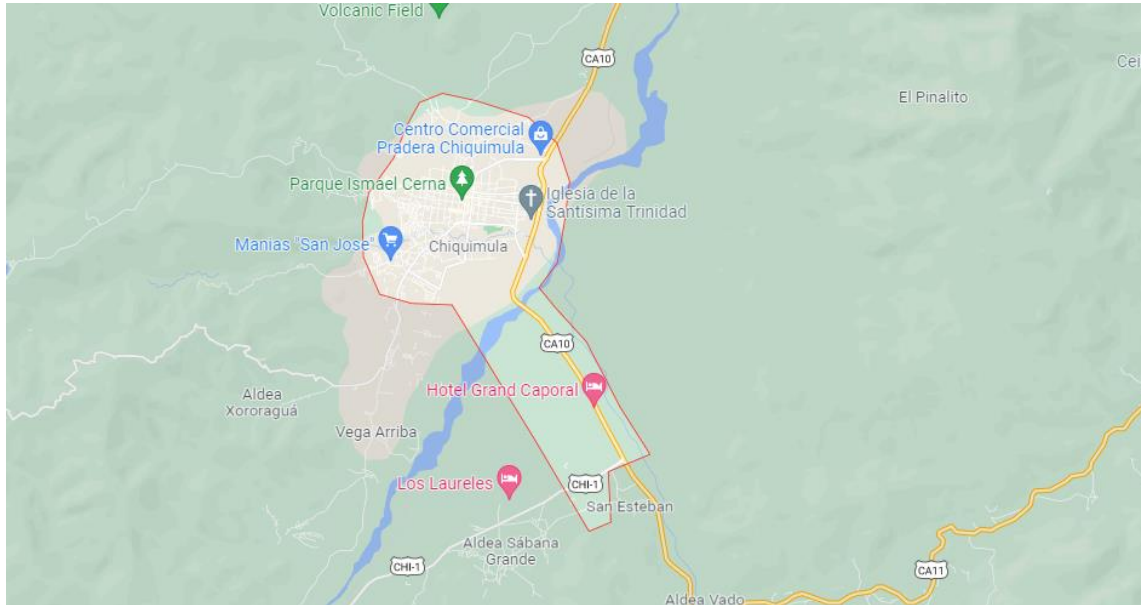 Volcanic Field
CA10
Cei
El Pinalito
Centro Comercial
Pradera Chiquimula
Parque Ismael Cerna
Iglesia de la
Santisima Trinidad
Manias "San Jose"
Chiquimula
CA10
Hotel Grand Caporal
Aldea
Xororaguá
Vega Arriba
Los Laureles
CHI-1
San Esteban
Aldea Sábana
Grande
CHI-1
CA11
Aldea Vado